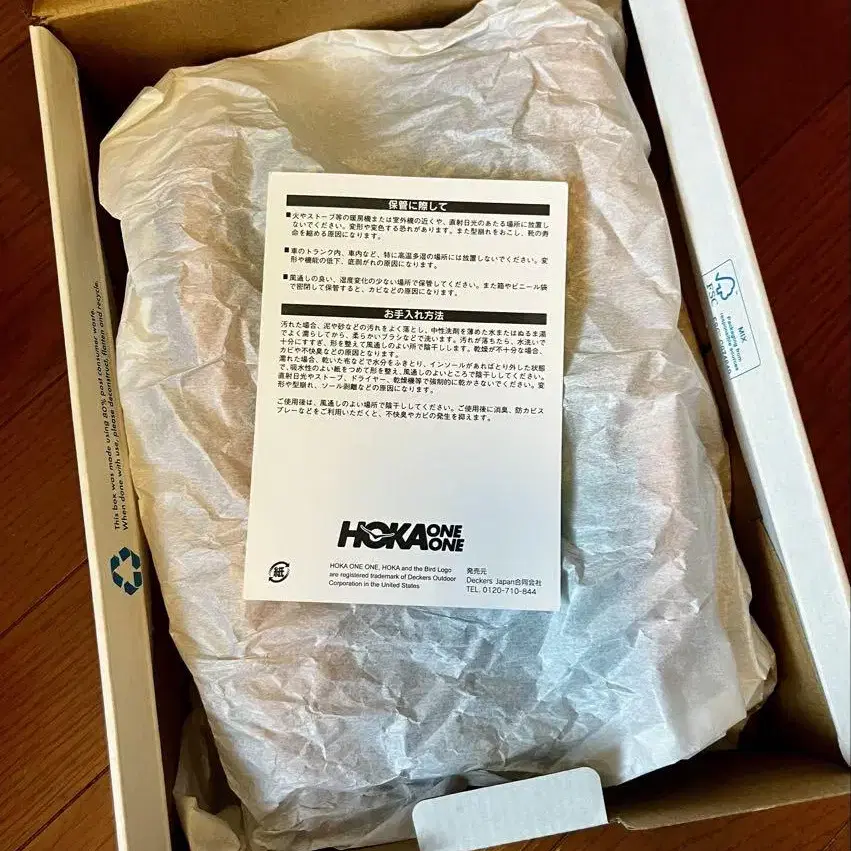 保管に際して
■火やストーブ等の暖房機または室外機の近くや、直射日光のあたる場所に放置し
ないでください。変形や変色する恐れがあります。また型崩れをおこし、靴の寿
命を縮める原因になります。
■車のトランク内、車内など、特に高温多湿の場所には放置しないでください。変
形や機能の低下、底剥がれの原因になります。
■風通しの良い、湿度変化の少ない場所で保管してください。また箱やビニール袋
で密閉して保管すると、カビなどの原因になります。
お手入れ方法
汚れた場合、泥や砂などの汚れをよく落とし、中性洗剤を薄めた水またはぬるま湯
でよく濡らしてから、柔らかいブラシなどで洗います。汚れが落ちたら、水洗いで
十分にすすぎ、形を整えて風通しのよい所で陰干しします。乾燥が不十分な場合、
カビや不快臭などの原因となります。
濡れた場合、乾いた布などで水分をふきとり、インソールがあればとり外した状態
で、吸水性のよい紙をつめて形を整え、風通しのよいところで陰干ししてください。
直射日光やストーブ、ドライヤー、乾燥機等で強制的に乾かさないでください。変
形や型崩れ、ソール剥離などの原因になります。
ご使用後は、風通しのよい場所で陰干ししてください。ご使用後に消臭、防カビス
プレーなどをご利用いただくと、不快臭やカビの発生を抑えます。
HOKA ONE ONE
紙
HOKA ONE ONE, HOKA and the Bird Logo
are registered trademark of Deckers Outdoor
Corporation in the United States
発売元
Deckers Japan合同会社
TEL. 0120-710-844
This box was made using 80% post consumer waste.
When done with use, please deconstruct, flatten and recycle.
MIX
Packaging from
responsible sources